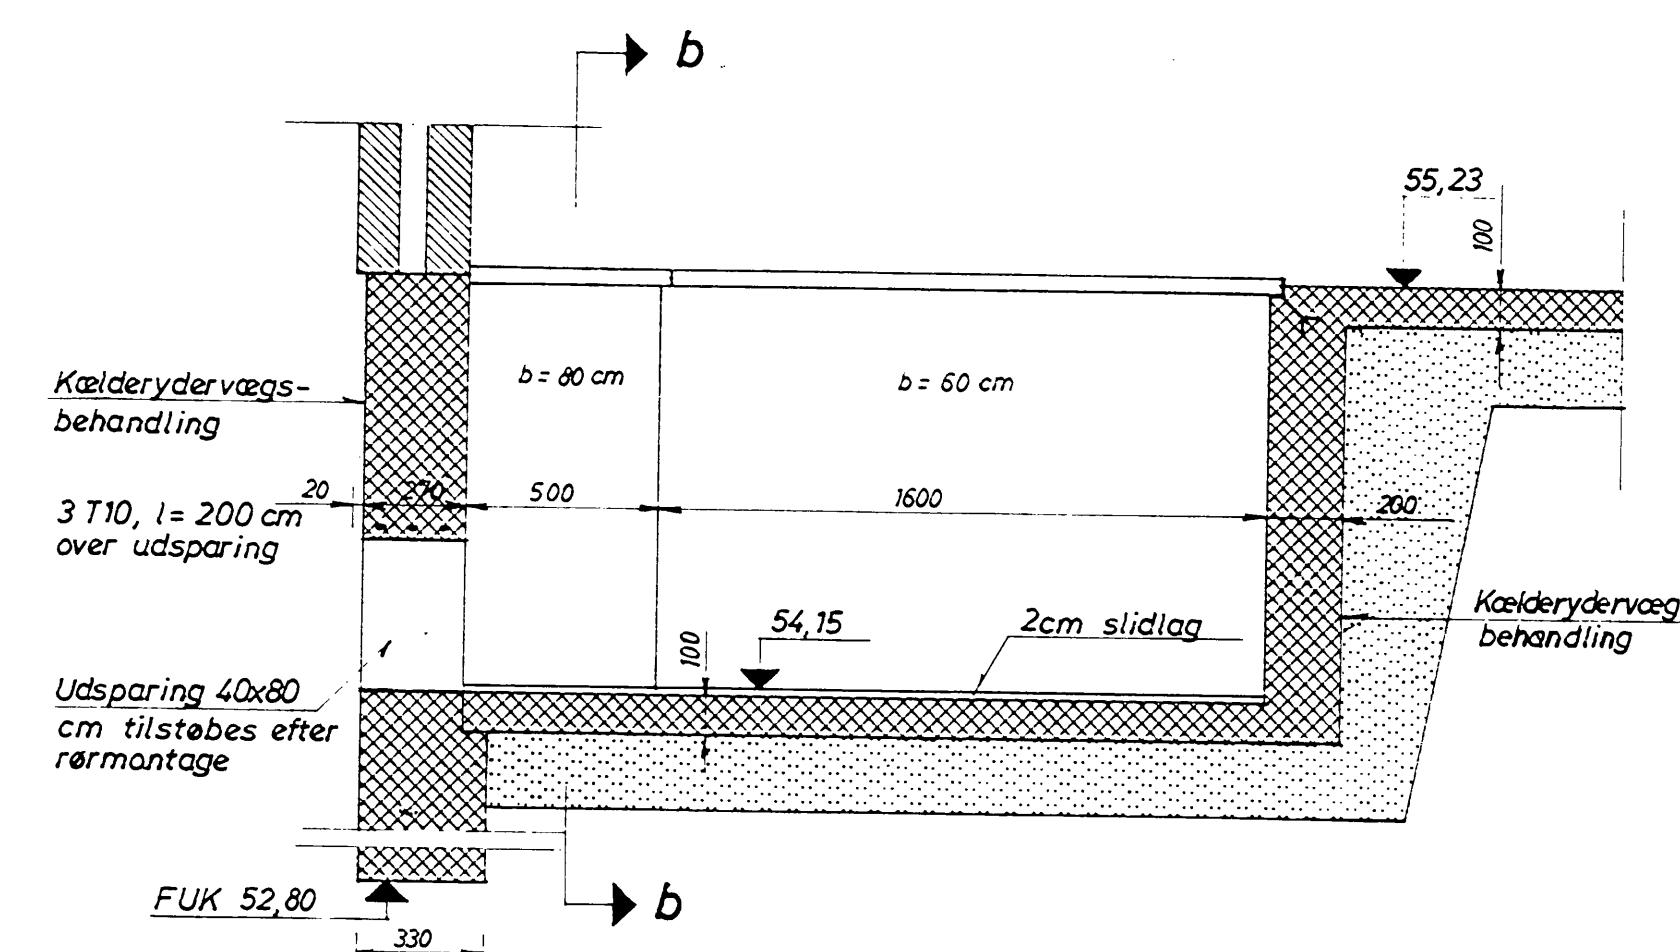 b
55,23
100
b = 80 cm
b = 60 cm
Kælderydervægs-
behandling
20
270
500
1600
200
3 T10, l = 200 cm
over udsparing
54,15
2cm slidlag
100
Kælderydervæg
behandling
Udsparing 40x80
cm tilstøbes efter
rørmontage
FUK 52,80
b
330